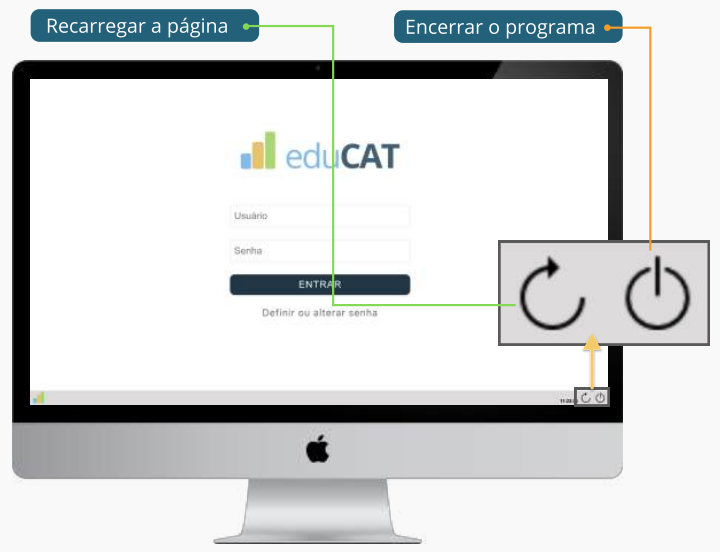 Recarregar a página
Encerrar o programa
eduCAT
Usuário
Senha
ENTRAR
Definir ou alterar senha